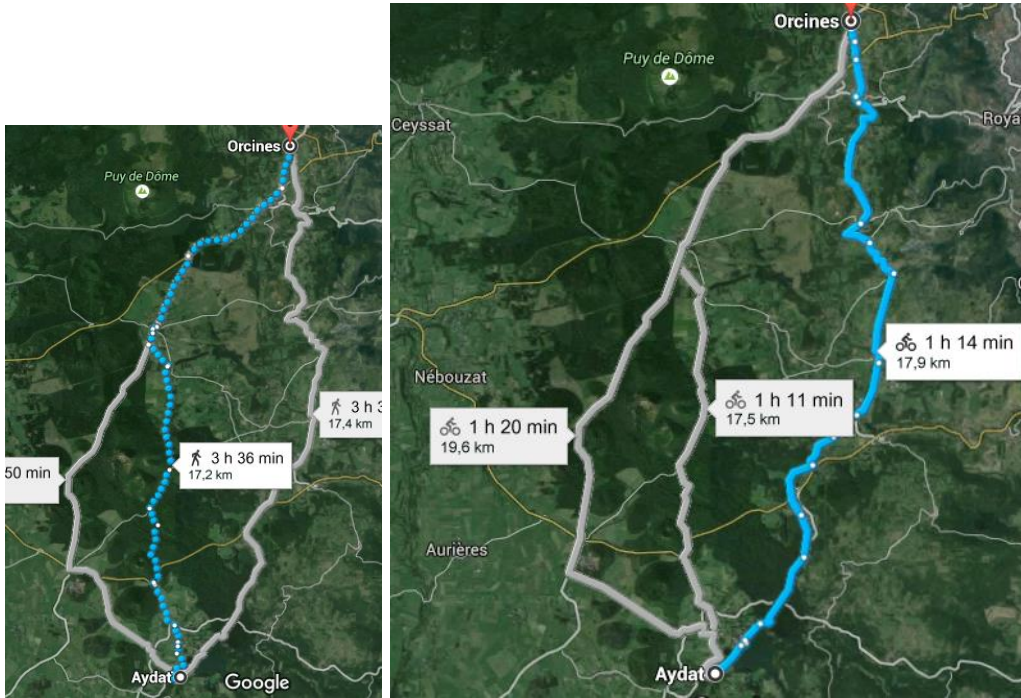 Orcines
Puy de Dôme
3 h 3
17,4 km
3 h 36 min
17,2 km
50 min
Aydat
Google
Orcines
Puy de Dôme
Ceyssat
Roya
1 h 14 min
17,9 km
Nébouzat
1 h 11 min
17,5 km
1 h 20 min
19,6 km
Aurières
Aydat